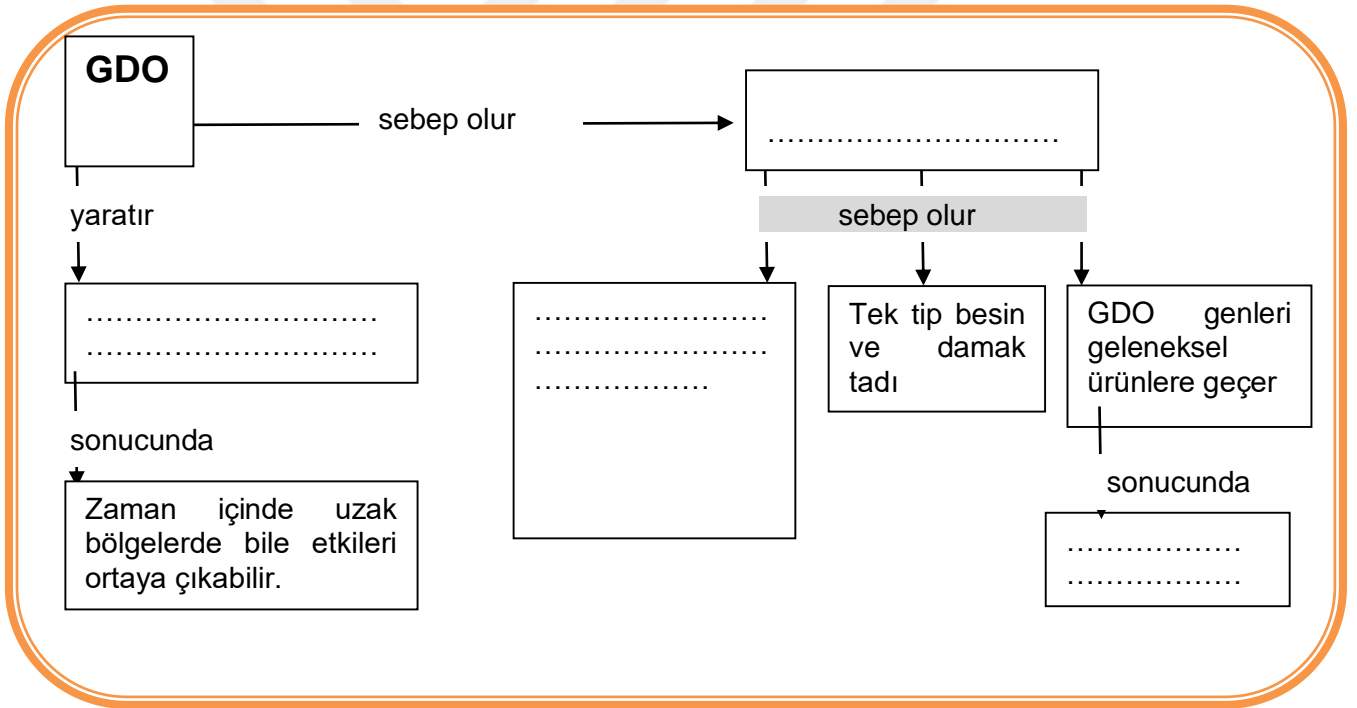 GDO
sebep olur
..............................
yaratır
sebep olur
..............................
..............................
........................
........................
..................
Tek tip besin
ve damak
tadı
GDO genleri
geleneksel
ürünlere geçer
sonucunda
Zaman içinde uzak
bölgelerde bile etkileri
ortaya çıkabilir.
sonucunda
..................
..................